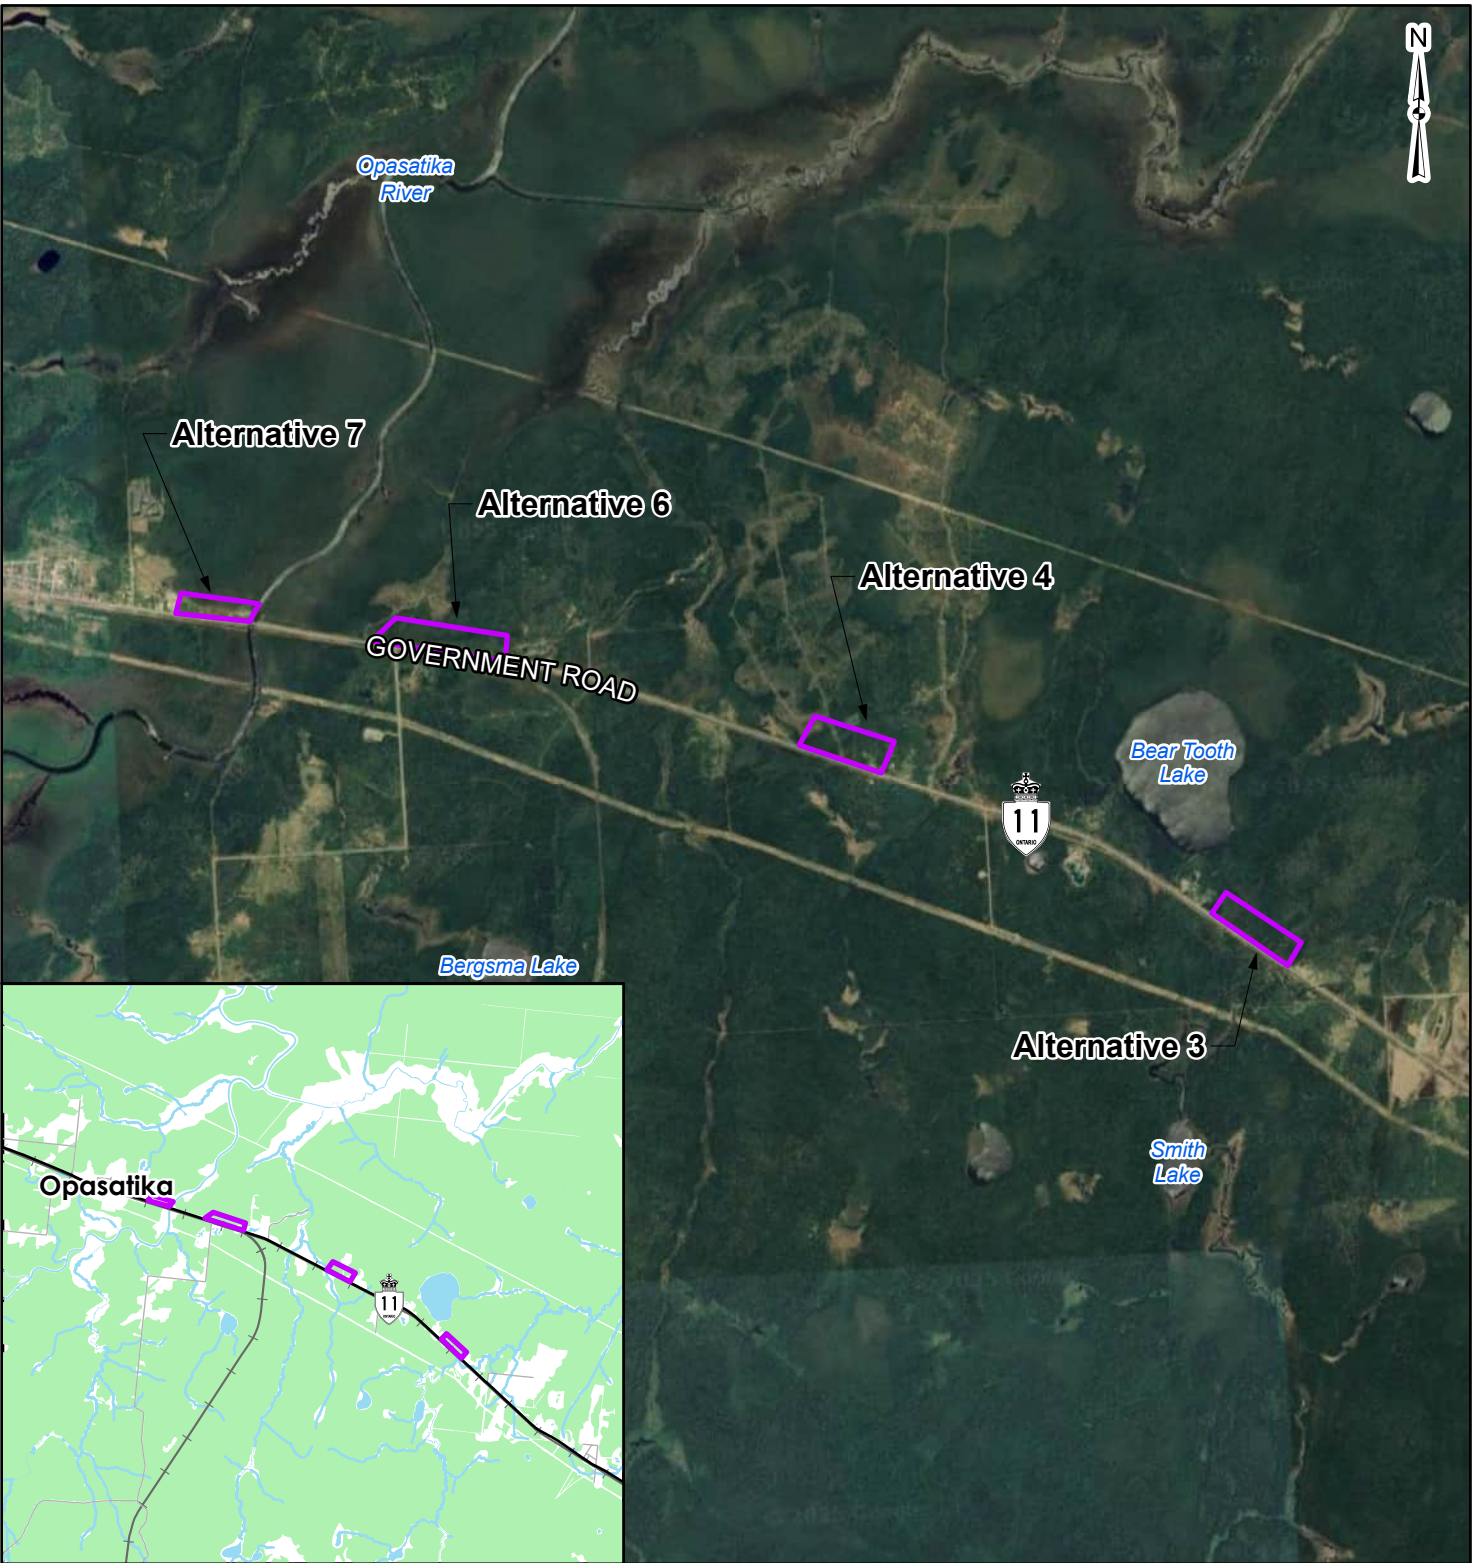 N
Opasatika
River
Alternative 7
Alternative 6
Alternative 4
GOVERNMENT ROAD
Bear Tooth
Lake
11
ONTARIO
Bergsma Lake
Alternative 3
Smith
Lake
Opasatika
11
ONTARIO